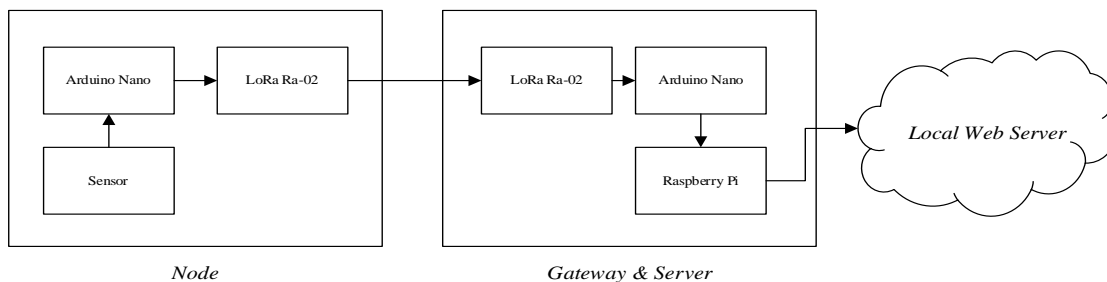 Arduino Nano
LoRa Ra-02
Sensor
Node
LoRa Ra-02
Arduino Nano
Raspberry Pi
Gateway & Server
Local Web Server